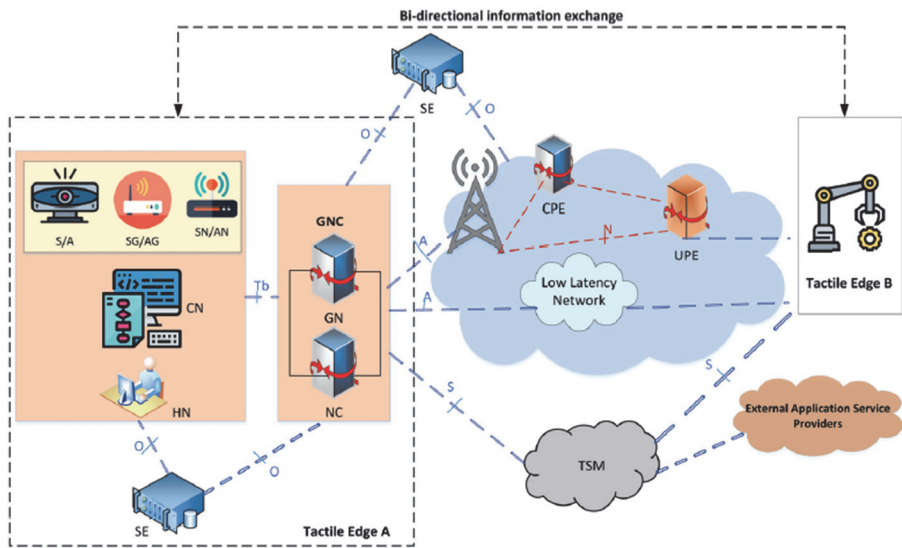 Bi-directional information exchange
SE
O
O
S/A
SG/AG
SN/AN
GNC
CPE
A
N
UPE
CN
Tb
GN
A
Low Latency
Network
Tactile Edge B
HN
NC
S
S
External Application Service
Providers
O
O
TSM
SE
Tactile Edge A